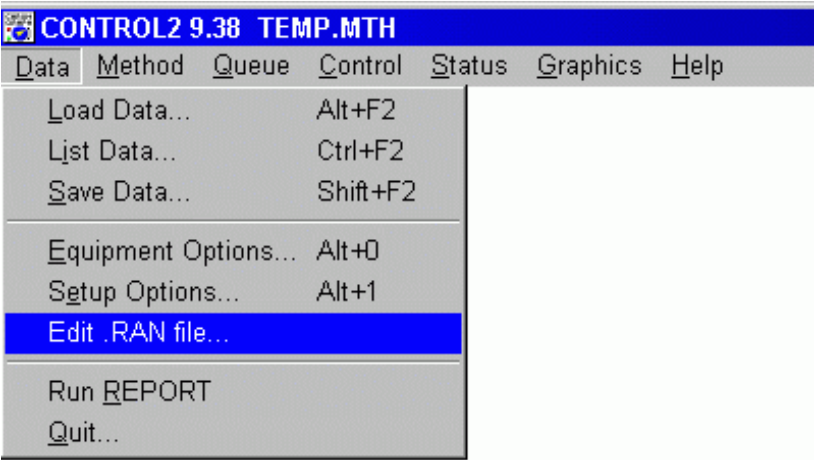 CONTROL2 9.38 TEMP.MTH
Data Method Queue Control Status Graphics Help
Load Data... Alt+F2
List Data... Ctrl+F2
Save Data... Shift+F2
Equipment Options... Alt+0
Setup Options... Alt+1
Edit .RAN file...
Run REPORT
Quit...